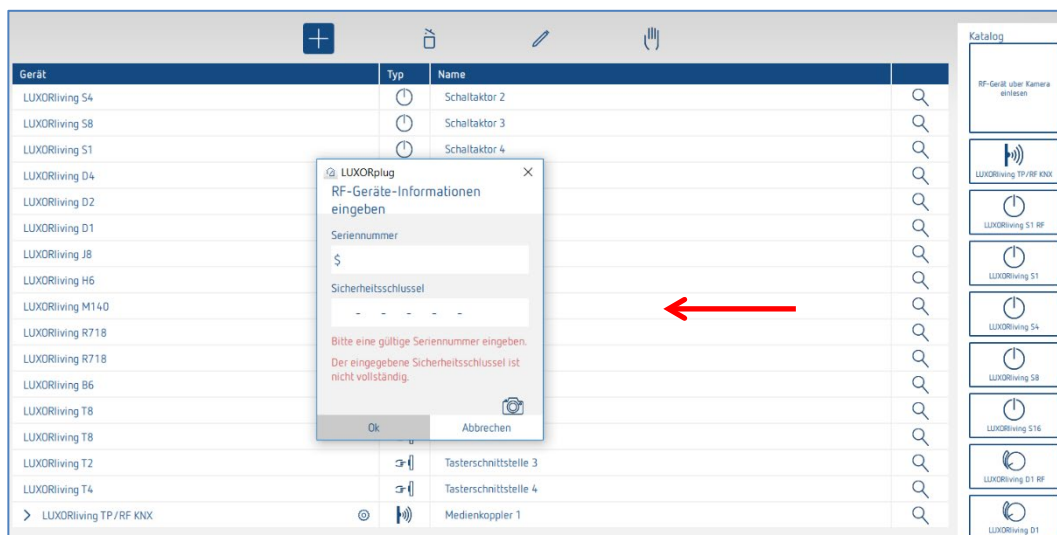 Gerät Typ Name
LUXORliving S4 Schaltaktor 2
LUXORliving S8 Schaltaktor 3
LUXORliving S1 Schaltaktor 4
LUXORliving D4
LUXORliving D2
LUXORliving D1
LUXORliving J8
LUXORliving H6
LUXORliving M140
LUXORliving R718
LUXORliving R718
LUXORliving B6
LUXORliving T8
LUXORliving T8
LUXORliving T2 Tasterschnittstelle 3
LUXORliving T4 Tasterschnittstelle 4
LUXORliving TP/RF KNX Medienkoppler 1
LUXORplug
RF-Geräte-Informationen
eingeben
Seriennummer
$
Sicherheitsschlussel
- - - - -
Bitte eine gültige Seriennummer eingeben.
Der eingegebene Sicherheitsschlussel ist
nicht vollständig.
Ok Abbrechen
Katalog
RF-Gerät uber Kamera
einlesen
LUXORliving TP/RF KNX
LUXORliving S1 RF
LUXORliving S1
LUXORliving S4
LUXORliving S8
LUXORliving S16
LUXORliving D1 RF
LUXORliving D1